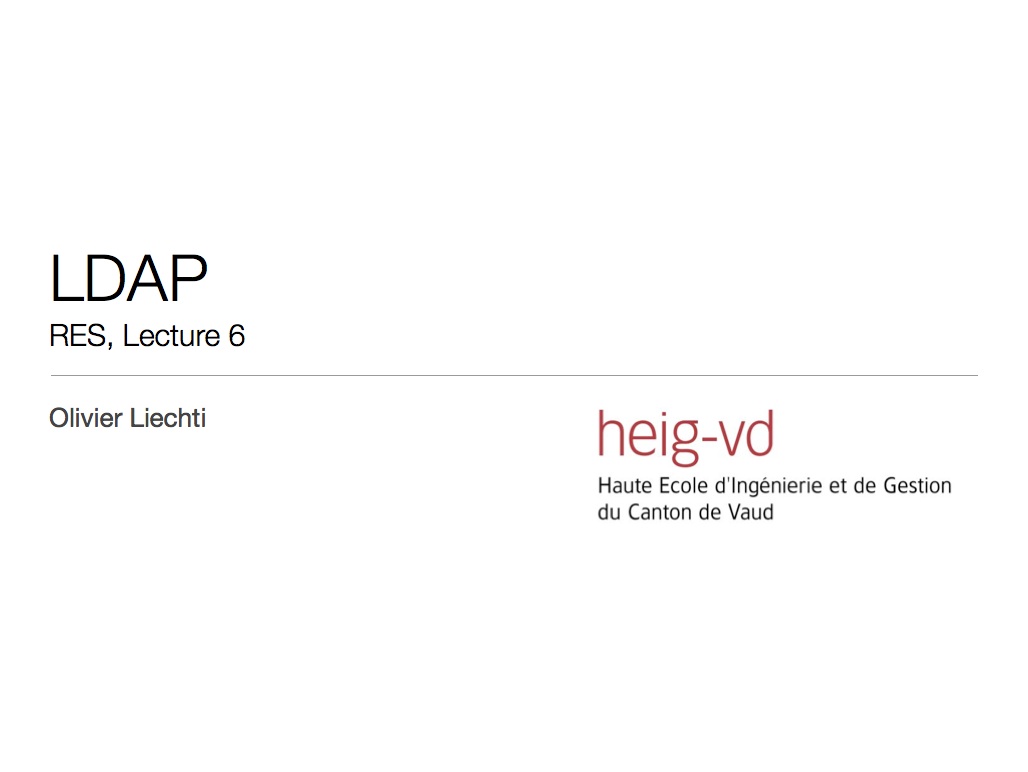 LDAP
RES, Lecture 6
Olivier Liechti
heig-vd
Haute Ecole d'Ingénierie et de Gestion
du Canton de Vaud